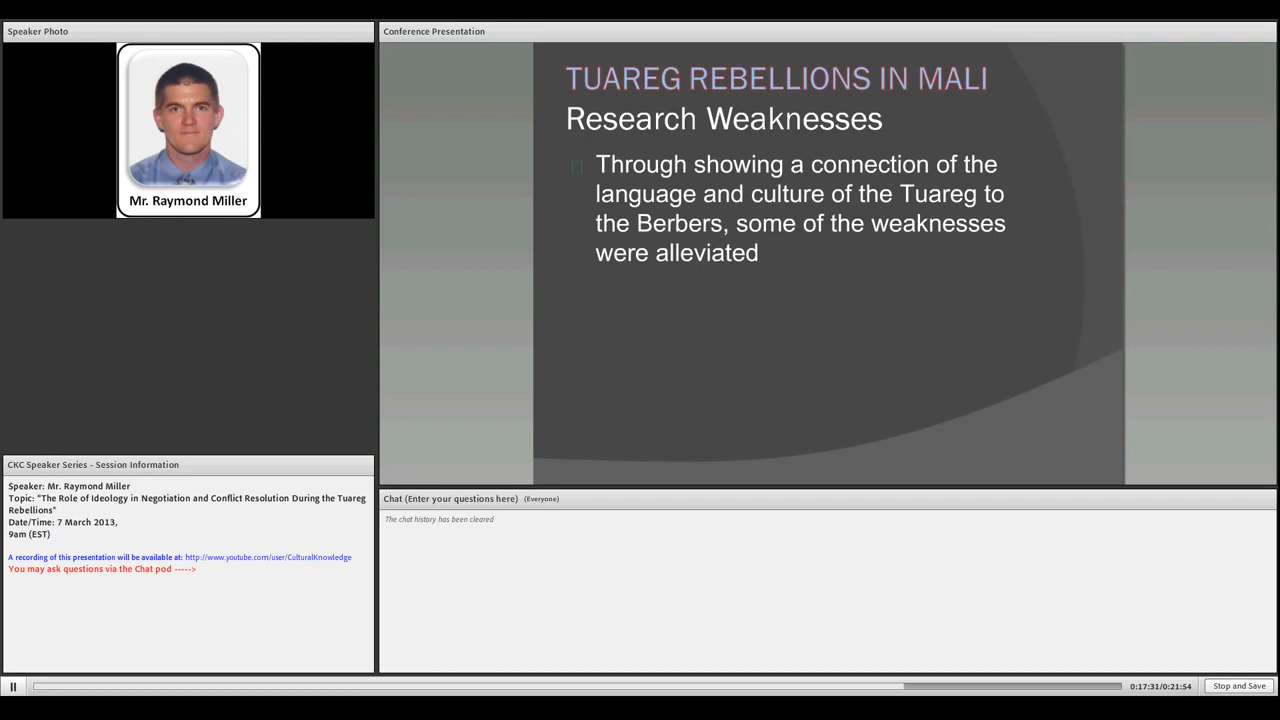 Speaker Photo
Mr. Raymond Miller
Conference Presentation
TUAREG REBELLIONS IN MALI
Research Weaknesses
Through showing a connection of the
language and culture of the Tuareg to
the Berbers, some of the weaknesses
were alleviated
CKC Speaker Series - Session Information
Speaker: Mr. Raymond Miller
Topic: "The Role of Ideology in Negotiation and Conflict Resolution During the Tuareg
Rebellions"
Date/Time: 7 March 2013,
9am (EST)
A recording of this presentation will be available at: http://www.youtube.com/user/CulturalKnowledge
You may ask questions via the Chat pod ----->
Chat (Enter your questions here) (Everyone)
The chat history has been cleared
0:17:31/0:21:54
Stop and Save